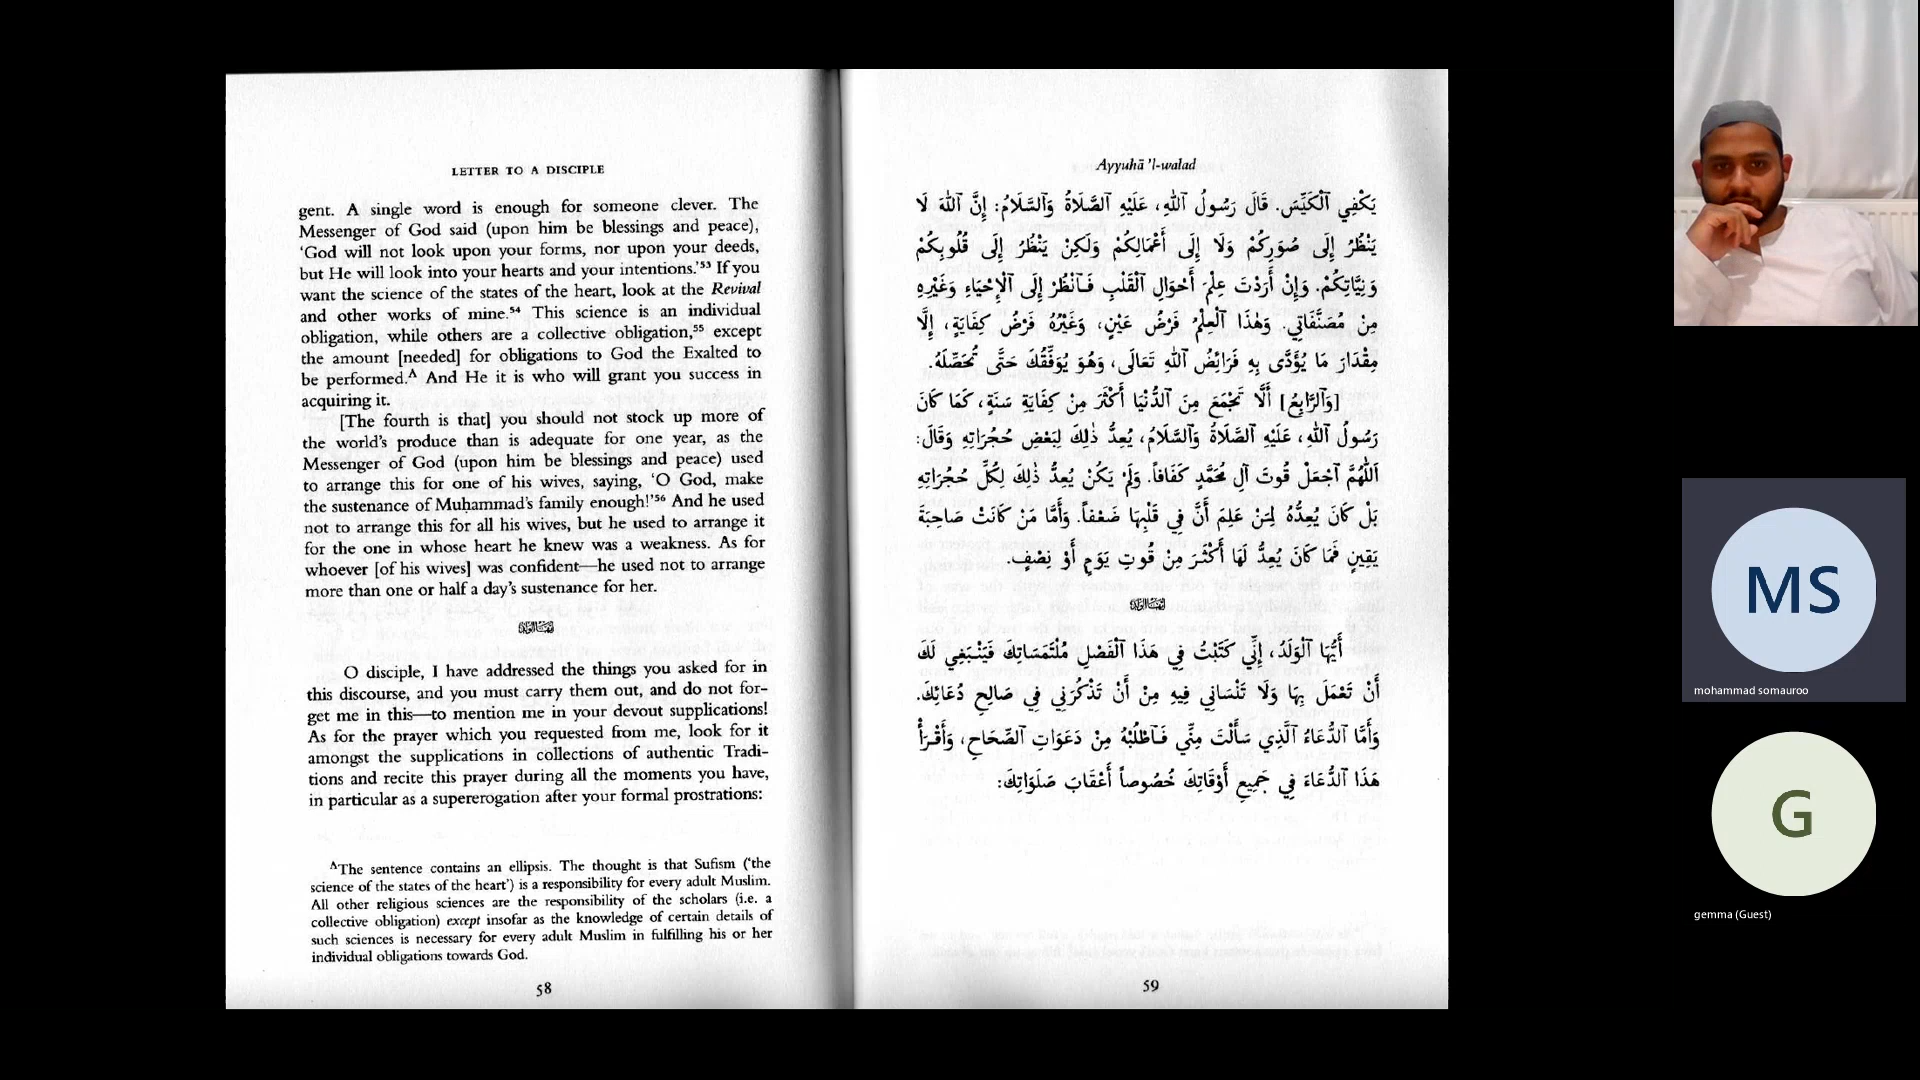 LETTER TO A DISCIPLE
gent. A single word is enough for someone clever. The
Messenger of God said (upon him be blessings and peace),
‘God will not look upon your forms, nor upon your deeds,
but He will look into your hearts and your intentions.’⁵³ If you
want the science of the states of the heart, look at the Revival
and other works of mine.⁵⁴ This science is an individual
obligation, while others are a collective obligation,⁵⁵ except
the amount [needed] for obligations to God the Exalted to
be performed.ᴬ And He it is who will grant you success in
acquiring it.
[The fourth is that] you should not stock up more of
the world’s produce than is adequate for one year, as the
Messenger of God (upon him be blessings and peace) used
to arrange this for one of his wives, saying, ‘O God, make
the sustenance of Muḥammad’s family enough!’⁵⁶ And he used
not to arrange this for all his wives, but he used to arrange it
for the one in whose heart he knew was a weakness. As for
whoever [of his wives] was confident—he used not to arrange
more than one or half a day’s sustenance for her.
O disciple, I have addressed the things you asked for in
this discourse, and you must carry them out, and do not for-
get me in this—to mention me in your devout supplications!
As for the prayer which you requested from me, look for it
amongst the supplications in collections of authentic Tradi-
tions and recite this prayer during all the moments you have,
in particular as a supererogation after your formal prostrations:
ᴬThe sentence contains an ellipsis. The thought is that Sufism (‘the
science of the states of the heart’) is a responsibility for every adult Muslim.
All other religious sciences are the responsibility of the scholars (i.e. a
collective obligation) except insofar as the knowledge of certain details of
such sciences is necessary for every adult Muslim in fulfilling his or her
individual obligations towards God.
58
Ayyuhā ’l-walad
يَكْفِي ٱلْكَيِّسَ. قَالَ رَسُولُ ٱللهِ، عَلَيْهِ ٱلصَّلَاةُ وَٱلسَّلَامُ: إِنَّ ٱللهَ لَا
يَنْظُرُ إِلَى صُوَرِكُمْ وَلَا إِلَى أَعْمَالِكُمْ وَلَكِنْ يَنْظُرُ إِلَى قُلُوبِكُمْ
وَنِيَّاتِكُمْ. وَإِنْ أَرَدْتَ عِلْمَ أَحْوَالِ ٱلْقَلْبِ فَٱنْظُرْ إِلَى ٱلْإِحْيَاءِ وَغَيْرِهِ
مِنْ مُصَنَّفَاتِي. وَهٰذَا ٱلْعِلْمُ فَرْضُ عَيْنٍ، وَغَيْرُهُ فَرْضُ كِفَايَةٍ، إِلَّا
مِقْدَارَ مَا يُؤَدَّى بِهِ فَرَائِضُ ٱللهِ تَعَالَى، وَهُوَ يُوَفِّقُكَ حَتَّى تُحَصِّلَهُ.
[وَٱلرَّابِعُ] أَلَّا تَجْمَعَ مِنَ ٱلدُّنْيَا أَكْثَرَ مِنْ كِفَايَةِ سَنَةٍ، كَمَا كَانَ
رَسُولُ ٱللهِ، عَلَيْهِ ٱلصَّلَاةُ وَٱلسَّلَامُ، يُعِدُّ ذٰلِكَ لِبَعْضِ حُجُرَاتِهِ وَقَالَ:
اَللّٰهُمَّ ٱجْعَلْ قُوتَ آلِ مُحَمَّدٍ كَفَافاً. وَلَمْ يَكُنْ يُعِدُّ ذٰلِكَ لِكُلِّ حُجُرَاتِهِ
بَلْ كَانَ يُعِدُّهُ لِمَنْ عَلِمَ أَنَّ فِي قَلْبِهَا ضَعْفاً. وَأَمَّا مَنْ كَانَتْ صَاحِبَةَ
يَقِينٍ فَمَا كَانَ يُعِدُّ لَهَا أَكْثَرَ مِنْ قُوتِ يَوْمٍ أَوْ نِصْفٍ.
أَيُّهَا ٱلْوَلَدُ، إِنِّي كَتَبْتُ فِي هَذَا ٱلْفَصْلِ مُلْتَمَسَاتِكَ فَيَنْبَغِي لَكَ
أَنْ تَعْمَلَ بِهَا وَلَا تَنْسَانِي فِيهِ مِنْ أَنْ تَذْكُرَنِي فِي صَالِحِ دُعَائِكَ.
وَأَمَّا ٱلدُّعَاءُ ٱلَّذِي سَأَلْتَ مِنِّي فَٱطْلُبْهُ مِنْ دَعَوَاتِ ٱلصِّحَاحِ، وَٱقْرَأْ
هَذَا ٱلدُّعَاءَ فِي جَمِيعِ أَوْقَاتِكَ خُصُوصاً أَعْقَابَ صَلَوَاتِكَ:
59
MS
mohammad somauroo
G
gemma (Guest)